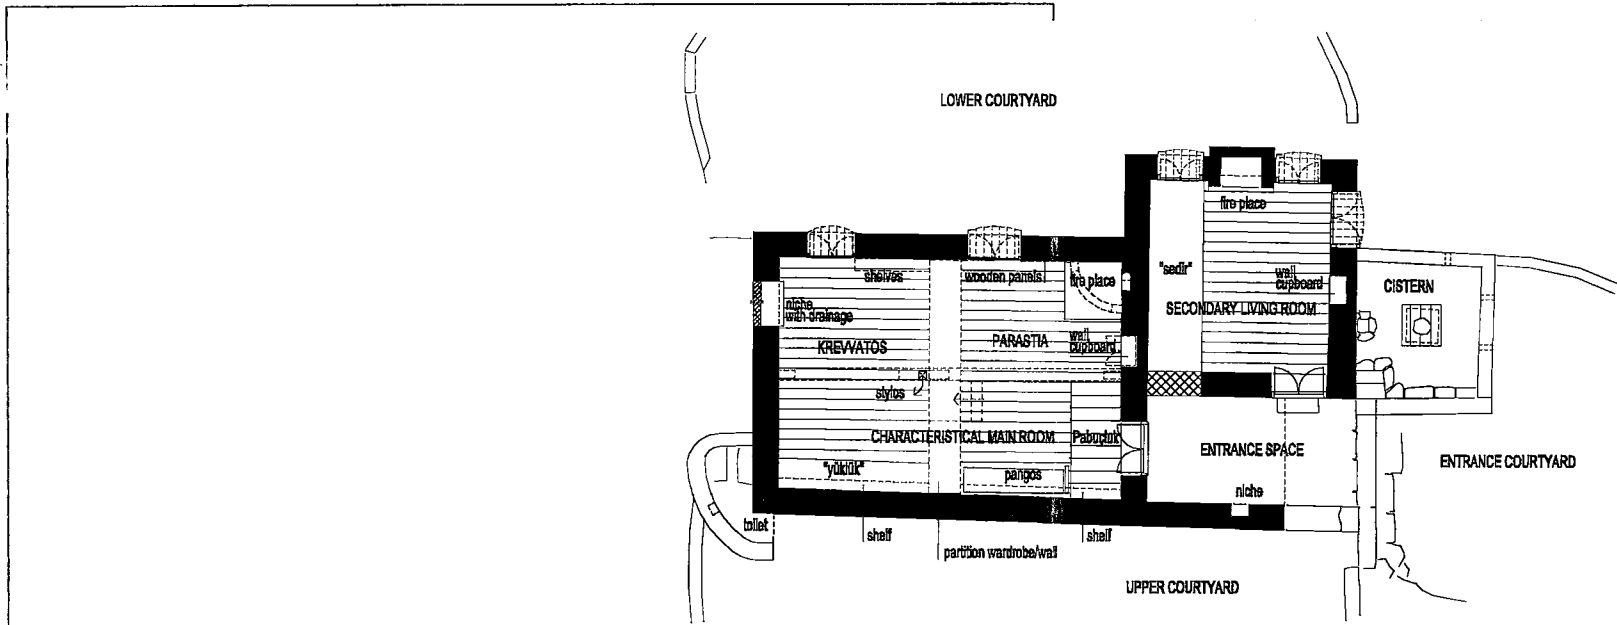 LOWER COURTYARD
fire place
"sedir"
wall
cupboard
SECONDARY LIVING ROOM
CISTERN
shelves
wooden panels
fire place
niche
with drainage
KREVVATOS
PARASTIA
wall
cupboard
stylos
CHARACTERISTICAL MAIN ROOM
Pabuçluk
ENTRANCE SPACE
ENTRANCE COURTYARD
"yüklük"
pangos
niche
toilet
shelf
shelf
partition wardrobe/wall
UPPER COURTYARD